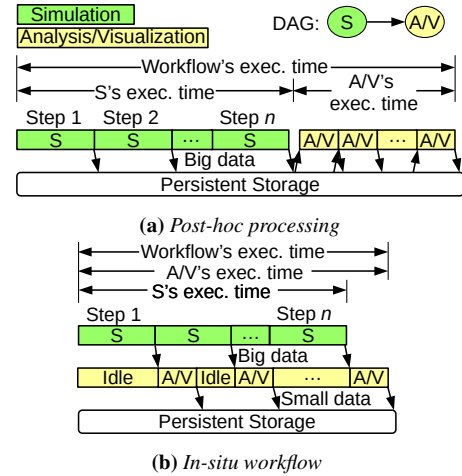 Simulation
Analysis/Visualization
DAG: S A/V
Workflow's exec. time
S's exec. time
A/V's exec. time
Step 1 Step 2 Step n
S S ... S A/V A/V ... A/V
Big data
Persistent Storage
(a) Post-hoc processing
Workflow's exec. time
A/V's exec. time
S's exec. time
Step 1 Step n
S S ... S
Big data
Idle A/V Idle A/V ... A/V
Small data
Persistent Storage
(b) In-situ workflow